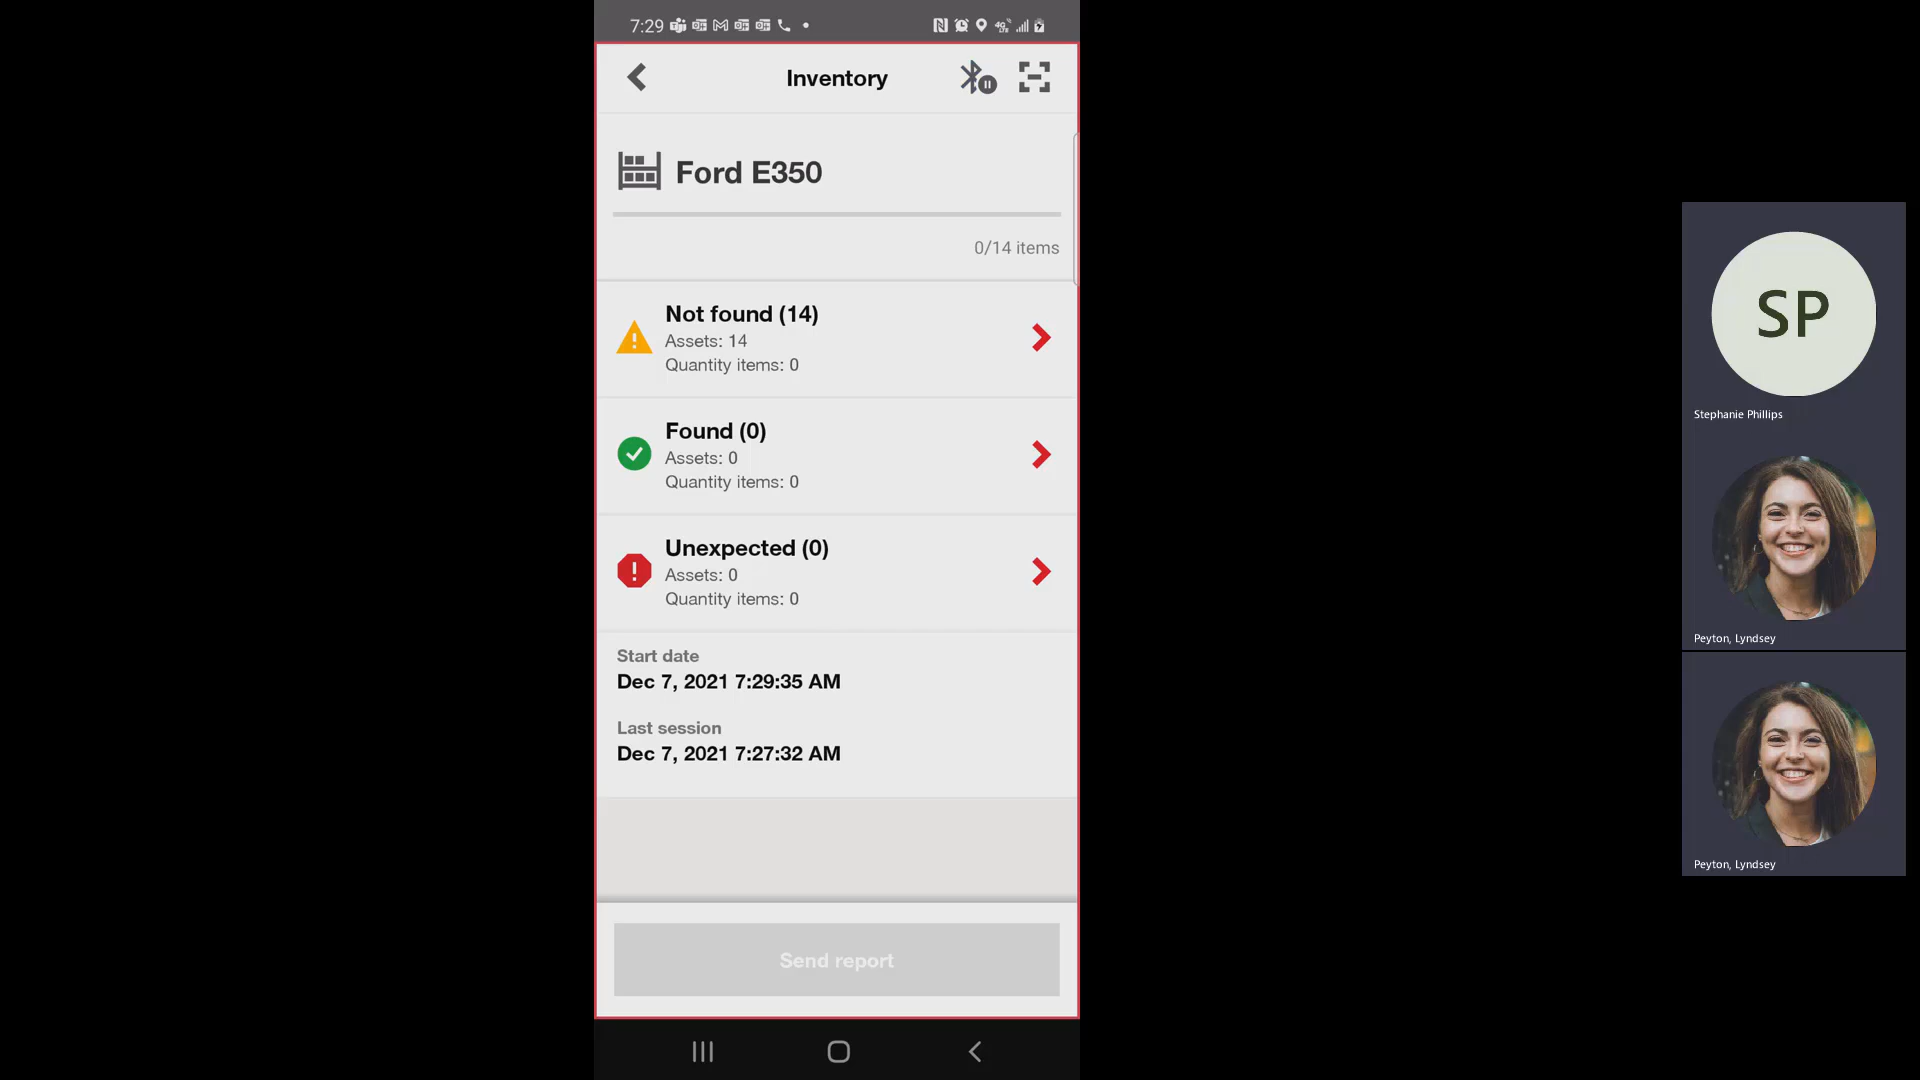 7:29
Inventory
Ford E350
0/14 items
Not found (14)
Assets: 14
Quantity items: 0
Found (0)
Assets: 0
Quantity items: 0
Unexpected (0)
Assets: 0
Quantity items: 0
Start date
Dec 7, 2021 7:29:35 AM
Last session
Dec 7, 2021 7:27:32 AM
Send report
SP
Stephanie Phillips
Peyton, Lyndsey
Peyton, Lyndsey